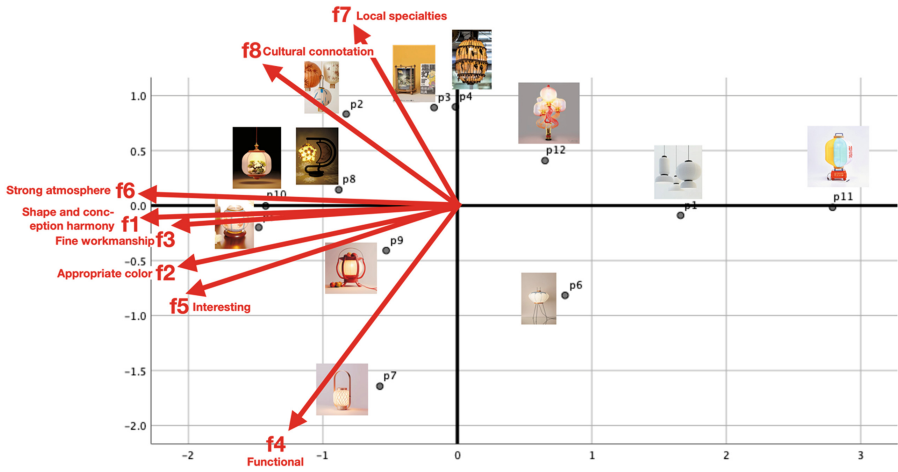 f7 Local specialties
f8 Cultural connotation
p4
p3
1.0
p2
0.5
p12
p8
Strong atmosphere f6
p10
0.0
p1
p11
Shape and conc-
eption harmony f1
Fine workmanship f3
p9
-0.5
Appropriate color f2
f5 Interesting
p6
-1.0
-1.5
p7
-2.0
f4
Functional
-2
-1
0
1
2
3